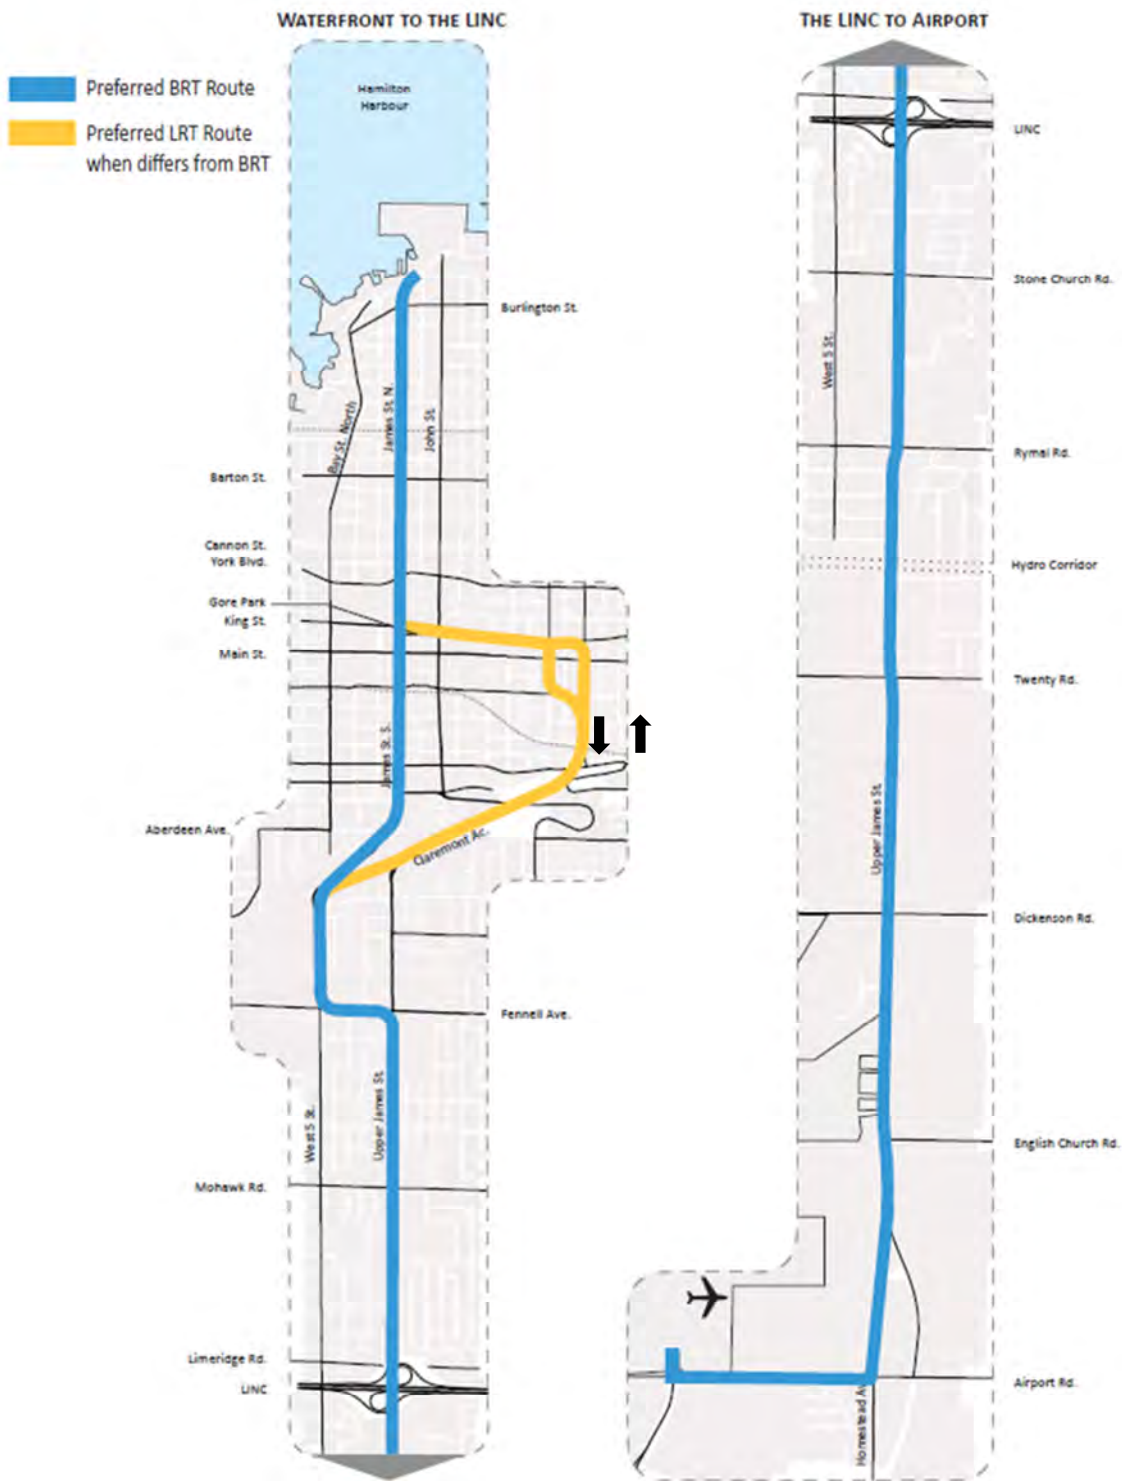 WATERFRONT TO THE LINC
Preferred BRT Route
Preferred LRT Route
when differs from BRT
Hamilton
Harbour
Burlington St.
Bay St. North
James St. N.
John St.
Barton St.
Cannon St.
York Blvd.
Gore Park
King St.
Main St.
James St. S.
Aberdeen Ave.
Claremont Ac.
Fennell Ave.
West 5 St.
Upper James St.
Mohawk Rd.
Limeridge Rd.
LINC
THE LINC TO AIRPORT
LINC
Stone Church Rd.
West 5 St.
Rymal Rd.
Hydro Corridor
Twenty Rd.
Upper James St.
Dickenson Rd.
English Church Rd.
Airport Rd.
Homestead Av